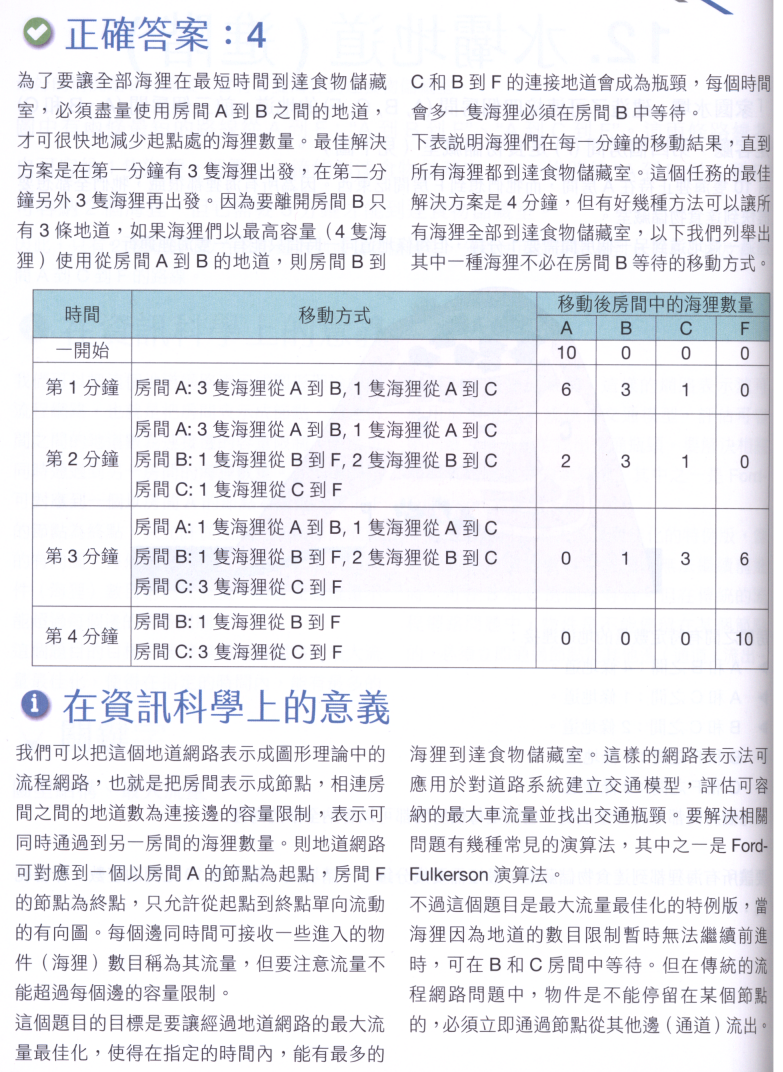 正確答案：4
為了要讓全部海狸在最短時間到達食物儲藏
室，必須盡量使用房間 A 到 B 之間的地道，
才可很快地減少起點處的海狸數量。最佳解決
方案是在第一分鐘有 3 隻海狸出發，在第二分
鐘另外 3 隻海狸再出發。因為要離開房間 B 只
有 3 條地道，如果海狸們以最高容量（4 隻海
狸）使用從房間 A 到 B 的地道，則房間 B 到
C 和 B 到 F 的連接地道會成為瓶頸，每個時間
會多一隻海狸必須在房間 B 中等待。
下表說明海狸們在每一分鐘的移動結果，直到
所有海狸都到達食物儲藏室。這個任務的最佳
解決方案是 4 分鐘，但有好幾種方法可以讓所
有海狸全部到達食物儲藏室，以下我們列舉出
其中一種海狸不必在房間 B 等待的移動方式。
時間 移動方式 移動後房間中的海狸數量
A B C F
一開始 10 0 0 0
第 1 分鐘 房間 A: 3 隻海狸從 A 到 B, 1 隻海狸從 A 到 C 6 3 1 0
房間 A: 3 隻海狸從 A 到 B, 1 隻海狸從 A 到 C
第 2 分鐘 房間 B: 1 隻海狸從 B 到 F, 2 隻海狸從 B 到 C 2 3 1 0
房間 C: 1 隻海狸從 C 到 F
房間 A: 1 隻海狸從 A 到 B, 1 隻海狸從 A 到 C
第 3 分鐘 房間 B: 1 隻海狸從 B 到 F, 2 隻海狸從 B 到 C 0 1 3 6
房間 C: 3 隻海狸從 C 到 F
房間 B: 1 隻海狸從 B 到 F
第 4 分鐘 0 0 0 10
房間 C: 3 隻海狸從 C 到 F
在資訊科學上的意義
我們可以把這個地道網路表示成圖形理論中的
流程網路，也就是把房間表示成節點，相連房
間之間的地道數為連接邊的容量限制，表示可
同時通過到另一房間的海狸數量。則地道網路
可對應到一個以房間 A 的節點為起點，房間 F
的節點為終點，只允許從起點到終點單向流動
的有向圖。每個邊同時間可接收一些進入的物
件（海狸）數目稱為其流量，但要注意流量不
能超過每個邊的容量限制。
這個題目的目標是要讓經過地道網路的最大流
量最佳化，使得在指定的時間內，能有最多的
海狸到達食物儲藏室。這樣的網路表示法可
應用於對道路系統建立交通模型，評估可容
納的最大車流量並找出交通瓶頸。要解決相關
問題有幾種常見的演算法，其中之一是 Ford-
Fulkerson 演算法。
不過這個題目是最大流量最佳化的特例版，當
海狸因為地道的數目限制暫時無法繼續前進
時，可在 B 和 C 房間中等待。但在傳統的流
程網路問題中，物件是不能停留在某個節點
的，必須立即通過節點從其他邊（通道）流出。